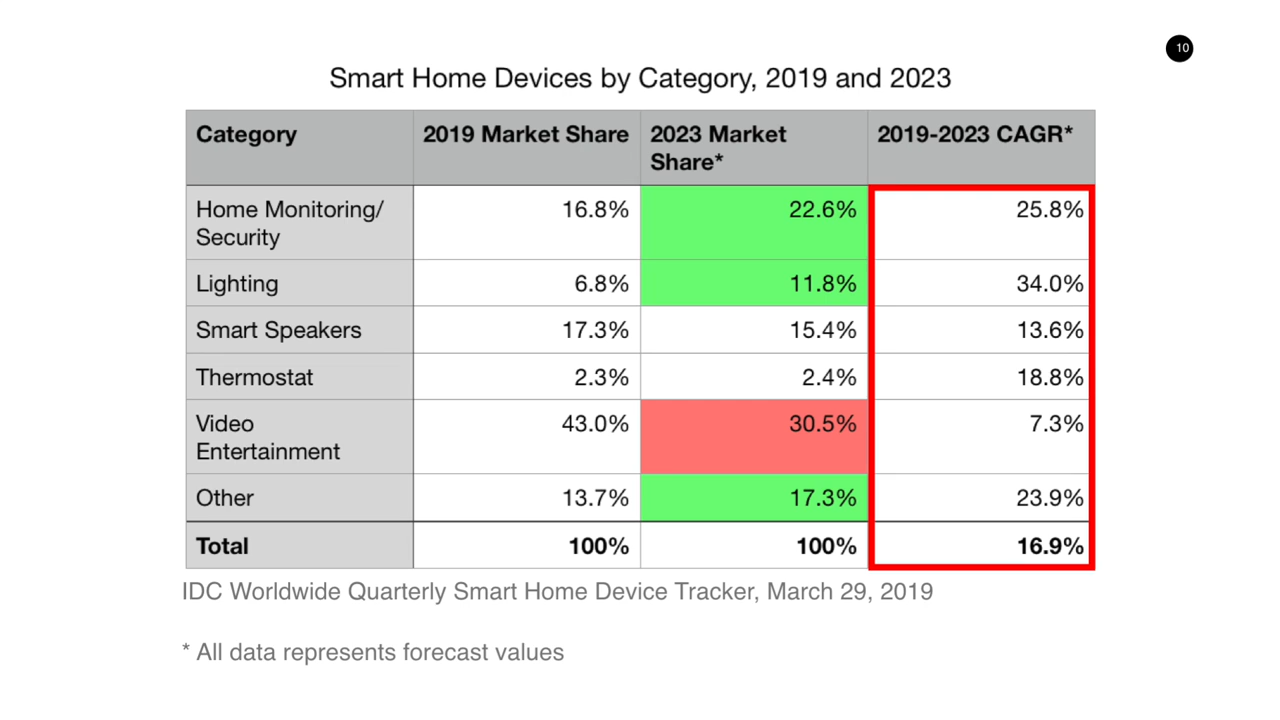 10
Smart Home Devices by Category, 2019 and 2023
Category 2019 Market Share 2023 Market Share* 2019-2023 CAGR*
Home Monitoring/ Security 16.8% 22.6% 25.8%
Lighting 6.8% 11.8% 34.0%
Smart Speakers 17.3% 15.4% 13.6%
Thermostat 2.3% 2.4% 18.8%
Video Entertainment 43.0% 30.5% 7.3%
Other 13.7% 17.3% 23.9%
Total 100% 100% 16.9%
IDC Worldwide Quarterly Smart Home Device Tracker, March 29, 2019
* All data represents forecast values